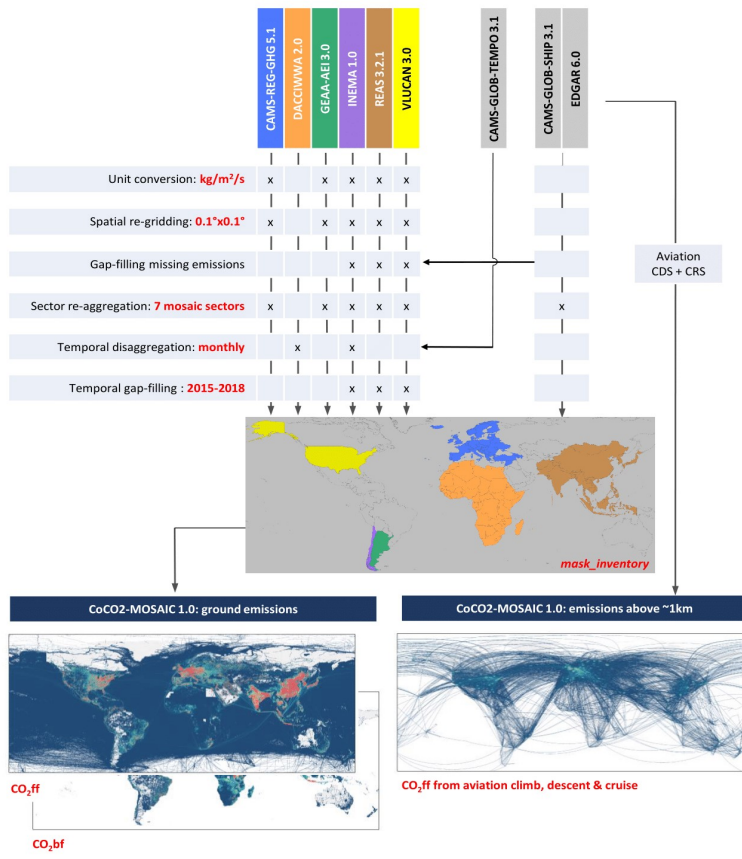 CAMS-REG-GHG 5.1
DACCIWWA 2.0
GEAA-AEI 3.0
INEMA 1.0
REAS 3.2.1
VLUCAN 3.0
CAMS-GLOB-TEMPO 3.1
CAMS-GLOB-SHIP 3.1
EDGAR 6.0
Unit conversion: kg/m²/s
x x x x x
Spatial re-gridding: 0.1°x0.1°
x x x x x
Gap-filling missing emissions
x x x
Aviation
CDS + CRS
Sector re-aggregation: 7 mosaic sectors
x x x x x x
Temporal disaggregation: monthly
x x
Temporal gap-filling : 2015-2018
x x x
mask_inventory
CoCO2-MOSAIC 1.0: ground emissions
CoCO2-MOSAIC 1.0: emissions above ~1km
CO₂ff
CO₂ff from aviation climb, descent & cruise
CO₂bf